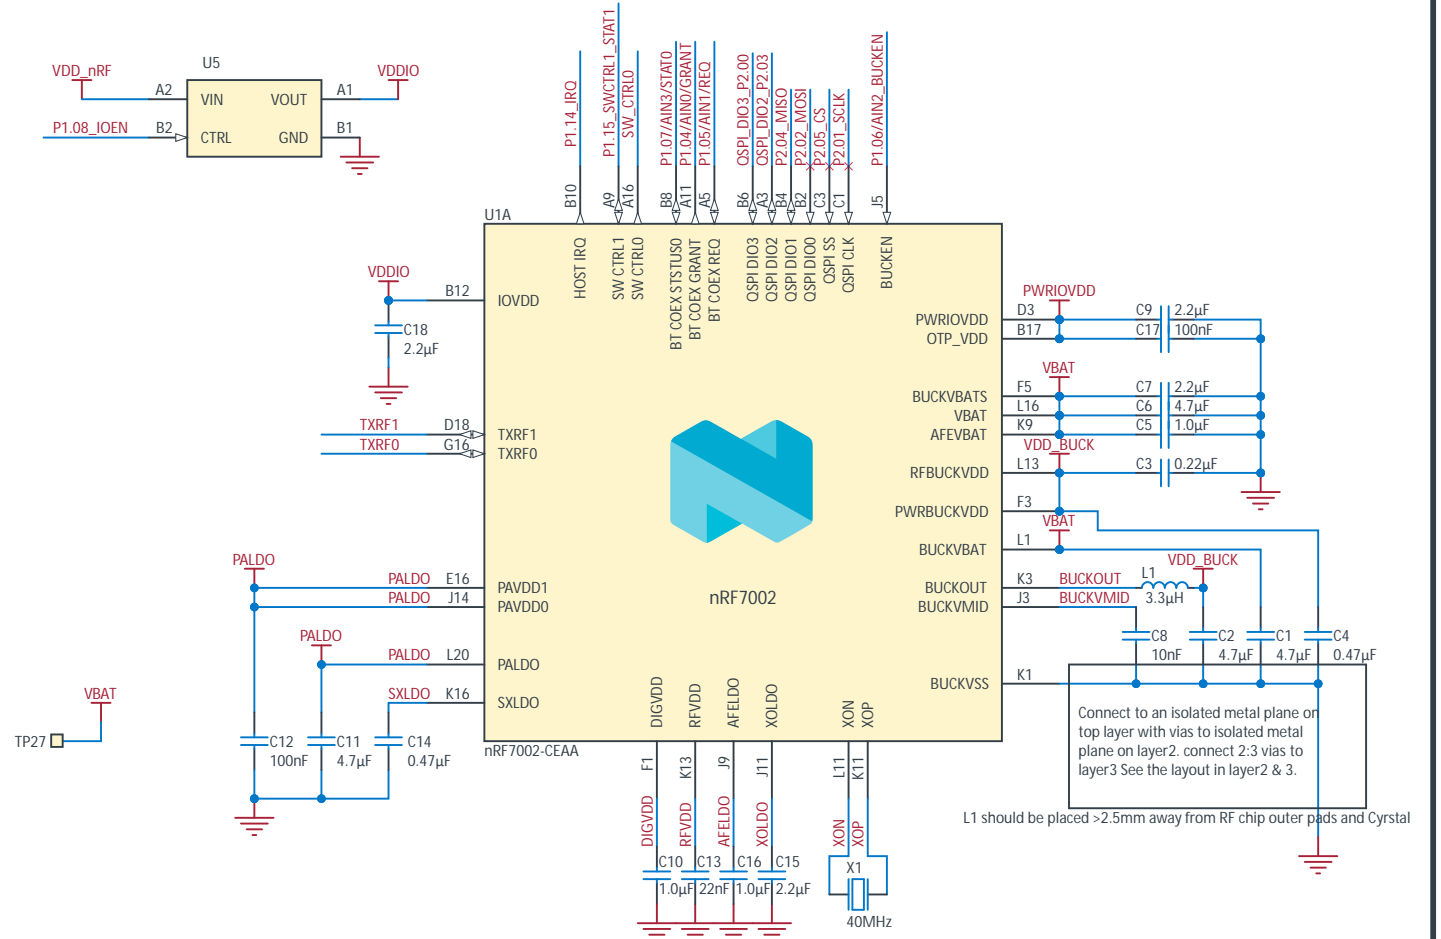 U5
VDD_nRF
A2
VIN
VOUT
A1
VDDIO
P1.08_IOEN
B2
CTRL
GND
B1
P1.14_IRQ
P1.15_SWCTRL1_STAT1
SW_CTRL0
P1.07/AIN3/STAT0
P1.04/AIN0/GRANT
P1.05/AIN1/REQ
QSPI_DIO3_P2.00
QSPI_DIO2_P2.03
P2.04_MISO
P2.02_MOSI
P2.05_CS
P2.01_SCLK
P1.06/AIN2_BUCKEN
B10
A9
A16
B8
A11
A5
B6
A3
B4
B2
C3
C1
J5
U1A
HOST IRQ
SW CTRL1
SW CTRL0
BT COEX STSTUS0
BT COEX GRANT
BT COEX REQ
QSPI DIO3
QSPI DIO2
QSPI DIO1
QSPI DIO0
QSPI SS
QSPI CLK
BUCKEN
VDDIO
B12
IOVDD
C18
2.2µF
TXRF1
D18
TXRF1
TXRF0
G16
TXRF0
PALDO
PALDO
E16
PAVDD1
PALDO
J14
PAVDD0
PALDO
PALDO
L20
PALDO
SXLDO
K16
SXLDO
C12
100nF
C11
4.7µF
C14
0.47µF
VBAT
TP27
nRF7002
nRF7002-CEAA
PWRIOVDD
PWRIOVDD
D3
C9
2.2µF
OTP_VDD
B17
C17
100nF
VBAT
BUCKVBATS
F5
C7
2.2µF
VBAT
L16
C6
4.7µF
AFEVBAT
K9
C5
1.0µF
VDD_BUCK
RFBUCKVDD
L13
C3
0.22µF
PWRBUCKVDD
F3
VBAT
BUCKVBAT
L1
VDD_BUCK
BUCKOUT
K3
BUCKOUT
L1
3.3µH
BUCKVMID
J3
BUCKVMID
C8
10nF
C2
4.7µF
C1
4.7µF
C4
0.47µF
BUCKVSS
K1
Connect to an isolated metal plane on
top layer with vias to isolated metal
plane on layer2. connect 2:3 vias to
layer3 See the layout in layer2 & 3.
L1 should be placed >2.5mm away from RF chip outer pads and Cyrstal
DIGVDD
RFVDD
AFELDO
XOLDO
XON
XOP
F1
K13
J9
J11
L11
K11
DIGVDD
RFVDD
AFELDO
XOLDO
XON
XOP
C10
1.0µF
C13
22nF
C16
1.0µF
C15
2.2µF
X1
40MHz